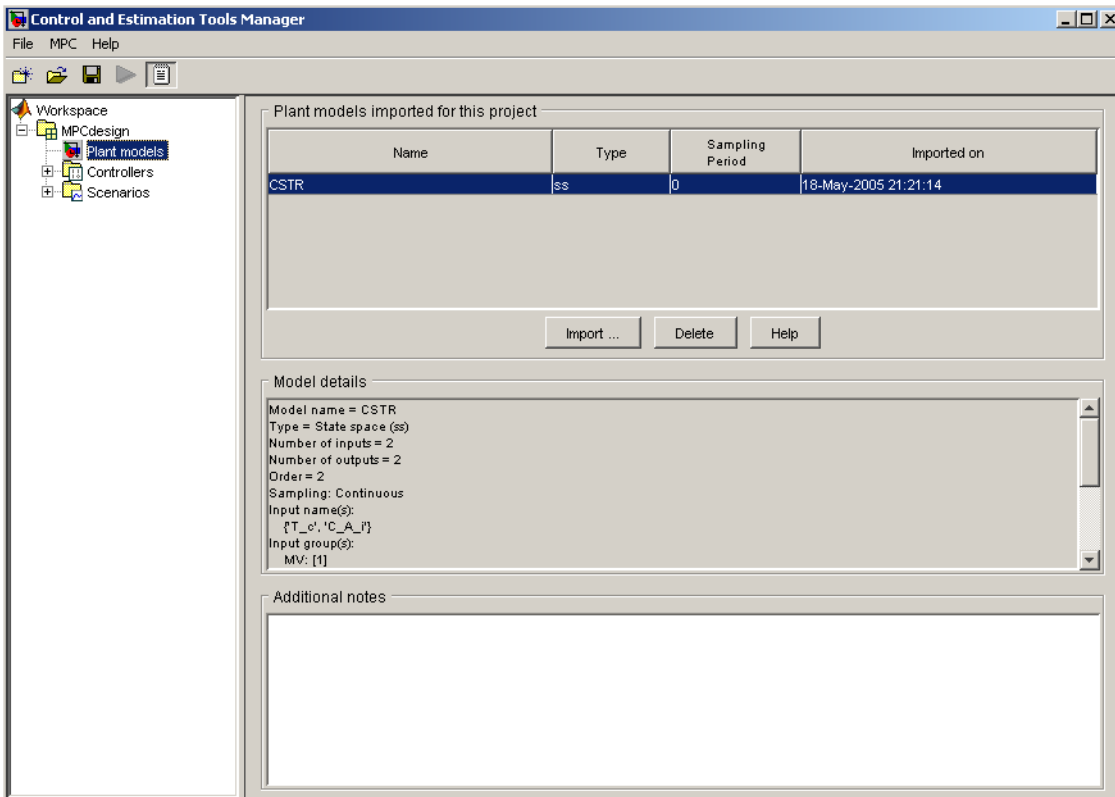 Control and Estimation Tools Manager
File MPC Help
Workspace
MPCdesign
Plant models
Controllers
Scenarios
Plant models imported for this project
Name Type Sampling Period Imported on
CSTR ss 0 18-May-2005 21:21:14
Import ... Delete Help
Model details
Model name = CSTR
Type = State space (ss)
Number of inputs = 2
Number of outputs = 2
Order = 2
Sampling: Continuous
Input name(s):
{'T_c', 'C_A_i'}
Input group(s):
MV: [1]
Additional notes